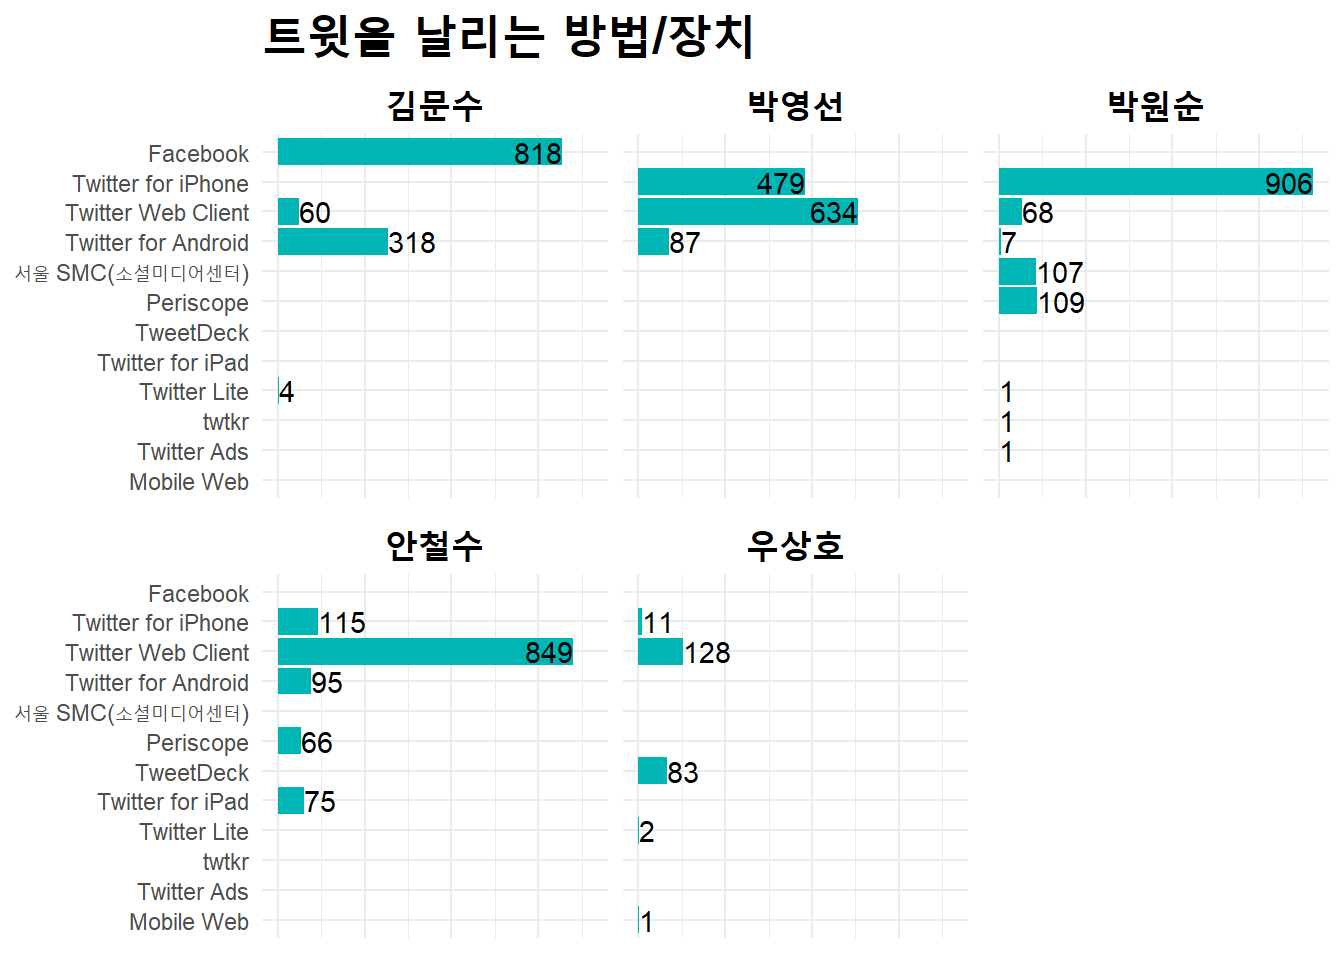 트윗을 날리는 방법/장치
김문수 박영선 박원순
Facebook 818
Twitter for iPhone 479 906
Twitter Web Client 60 634 68
Twitter for Android 318 87 7
서울 SMC(소셜미디어센터) 107
Periscope 109
TweetDeck
Twitter for iPad
Twitter Lite 4 1
twtkr 1
Twitter Ads 1
Mobile Web
안철수 우상호
Facebook
Twitter for iPhone 115 11
Twitter Web Client 849 128
Twitter for Android 95
서울 SMC(소셜미디어센터)
Periscope 66
TweetDeck 83
Twitter for iPad 75
Twitter Lite 2
twtkr
Twitter Ads
Mobile Web 1